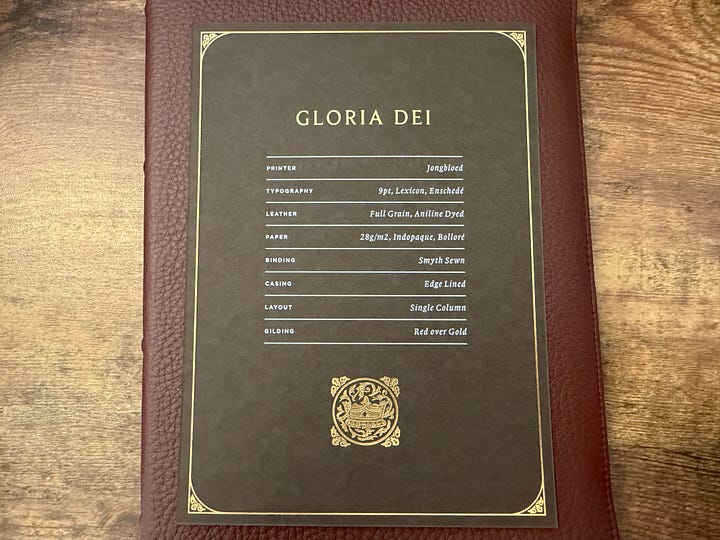 GLORIA DEI
PRINTER Jongbloed
TYPOGRAPHY 9pt, Lexicon, Enschedé
LEATHER Full Grain, Aniline Dyed
PAPER 28g/m2, Indopaque, Bolloré
BINDING Smyth Sewn
CASING Edge Lined
LAYOUT Single Column
GILDING Red over Gold